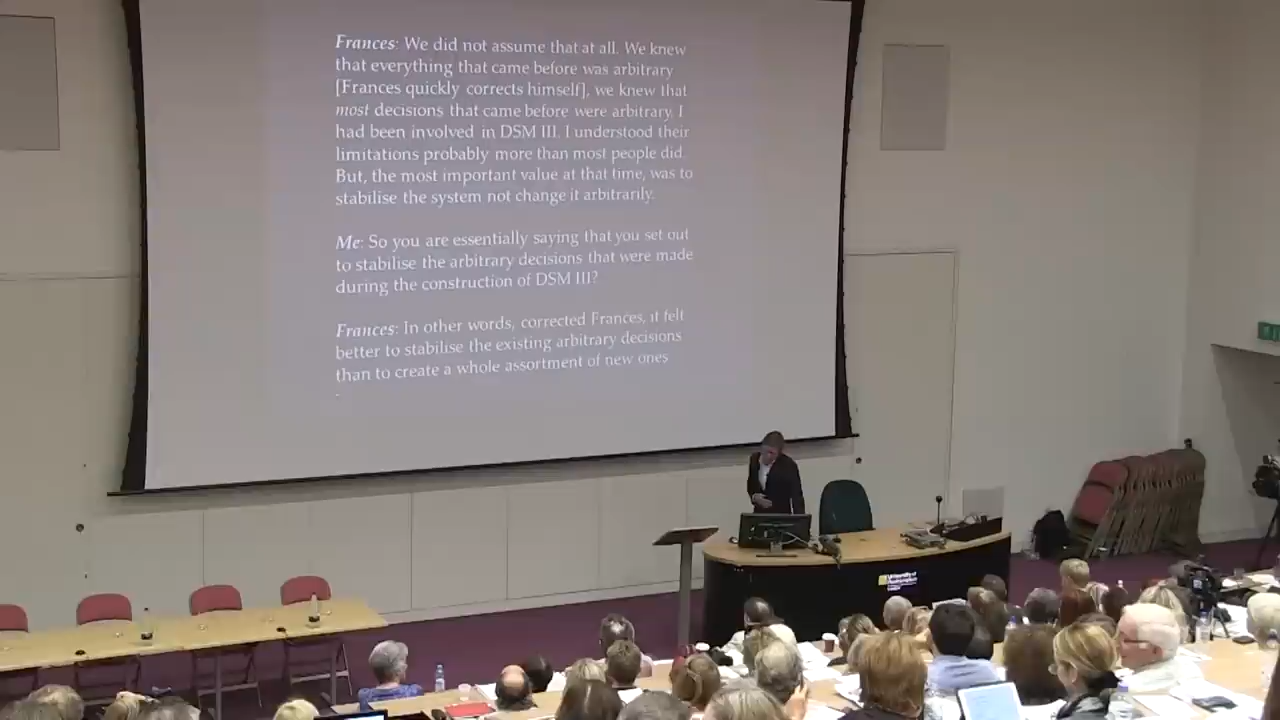 Frances: We did not assume that at all. We knew
that everything that came before was arbitrary
[Frances quickly corrects himself], we knew that
most decisions that came before were arbitrary. I
had been involved in DSM III. I understood their
limitations probably more than most people did.
But, the most important value at that time, was to
stabilise the system not change it arbitrarily.
Me: So you are essentially saying that you set out
to stabilise the arbitrary decisions that were made
during the construction of DSM III?
Frances: In other words, corrected Frances, it felt
better to stabilise the existing arbitrary decisions
than to create a whole assortment of new ones
.
University of